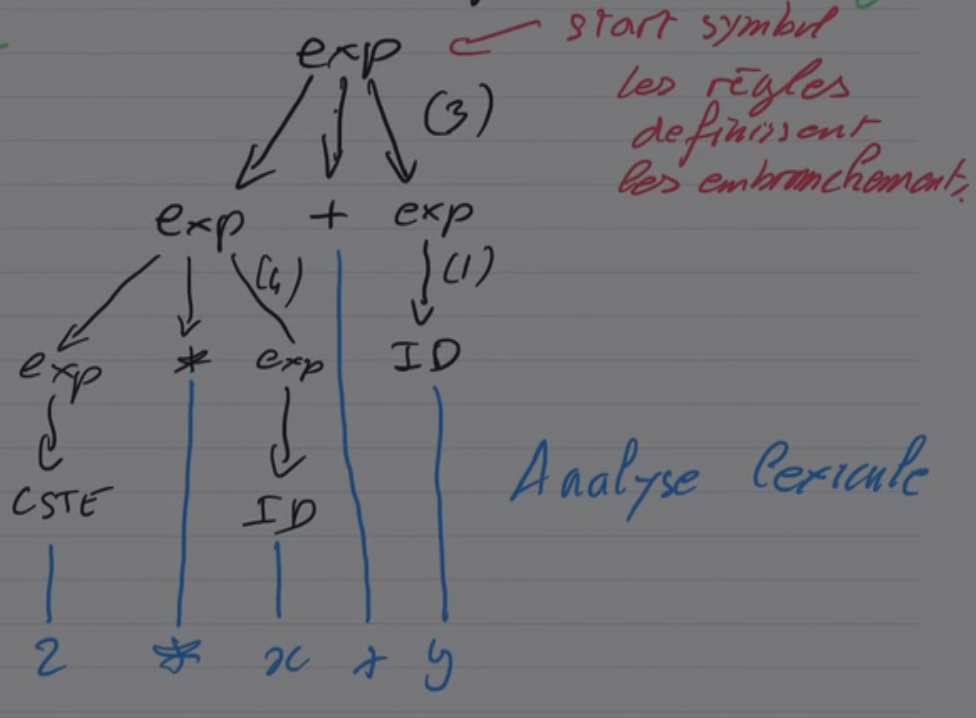 exp
start symbol
les règles
definissent
les embranchements
(3)
exp + exp
(4) (1)
exp * exp ID
CSTE ID
Analyse lexicale
2 * x + y